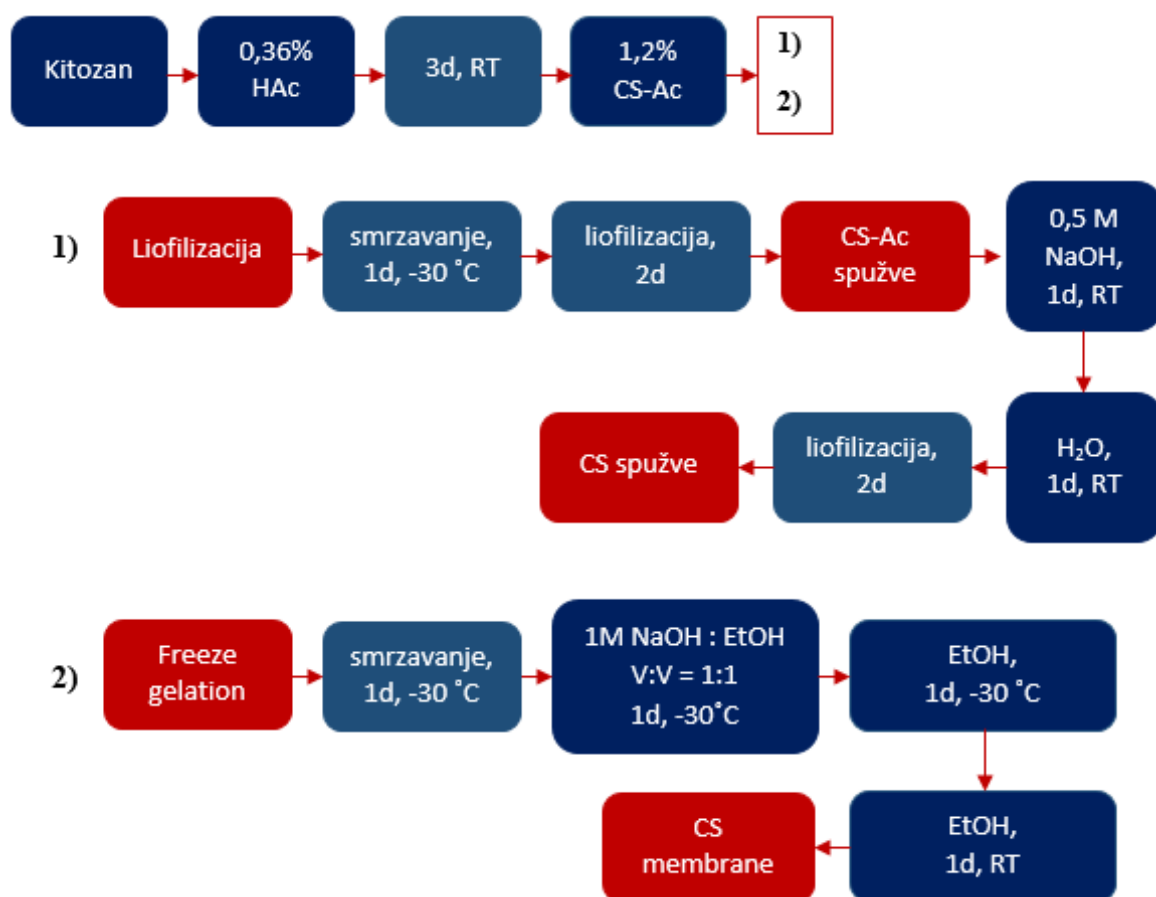 Kitozan
0,36%
HAc
3d, RT
1,2%
CS-Ac
1)
2)
1)
Liofilizacija
smrzavanje,
1d, -30 ˚C
liofilizacija,
2d
CS-Ac
spužve
0,5 M
NaOH,
1d, RT
H₂O,
1d, RT
liofilizacija,
2d
CS spužve
2)
Freeze
gelation
smrzavanje,
1d, -30 ˚C
1M NaOH : EtOH
V:V = 1:1
1d, -30˚C
EtOH,
1d, -30 ˚C
EtOH,
1d, RT
CS
membrane